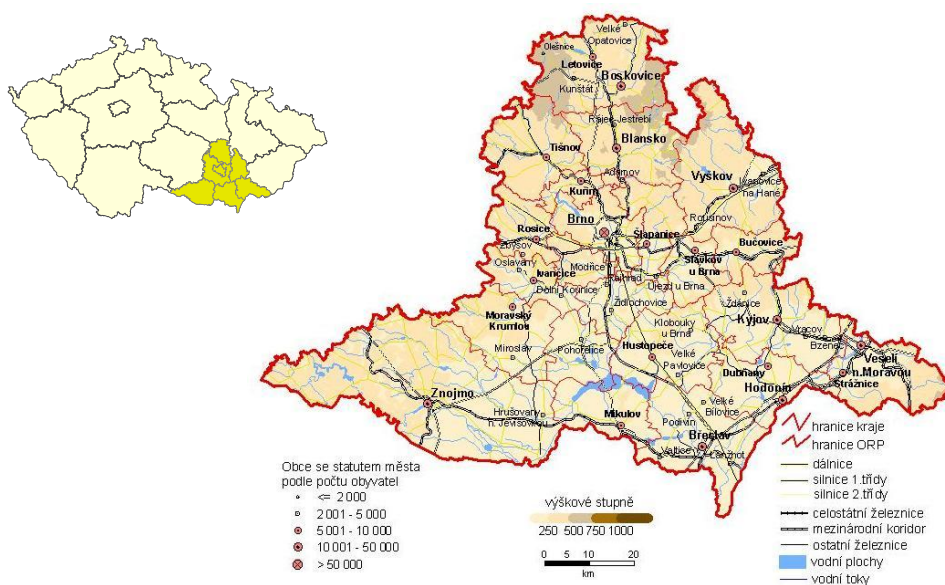 Velké
Opatovice
Olešnice
Letovice
Boskovice
Kunštát
Rájec-Jestřebí
Blansko
Tišnov
Adamov
Vyškov
Ivanovice
na Hané
Kuřim
Rousínov
Brno
Rosice
Šlapanice
Bučovice
Zbýšov
Slavkov
u Brna
Oslavany
Modřice
Ivančice
Rajhrad
Újezd u Brna
Dolní Kounice
Ždánice
Židlochovice
Moravský
Krumlov
Klobouky
u Brna
Kyjov
Vracov
Miroslav
Pohořelice
Hustopeče
Bzenec
Veselí
n.Moravou
Velké
Pavlovice
Dubňany
Strážnice
Hodonín
Znojmo
Hrušovany
n. Jevišovkou
Mikulov
Velké
Bílovice
Podivín
Břeclav
Valtice
Lanžhot
hranice kraje
hranice ORP
dálnice
silnice 1.třídy
silnice 2.třídy
celostátní železnice
mezinárodní koridor
ostatní železnice
vodní plochy
vodní toky
Obce se statutem města
podle počtu obyvatel
<= 2 000
2 001 - 5 000
5 001 - 10 000
10 001 - 50 000
> 50 000
výškové stupně
250 500 750 1000
0 5 10 20
km